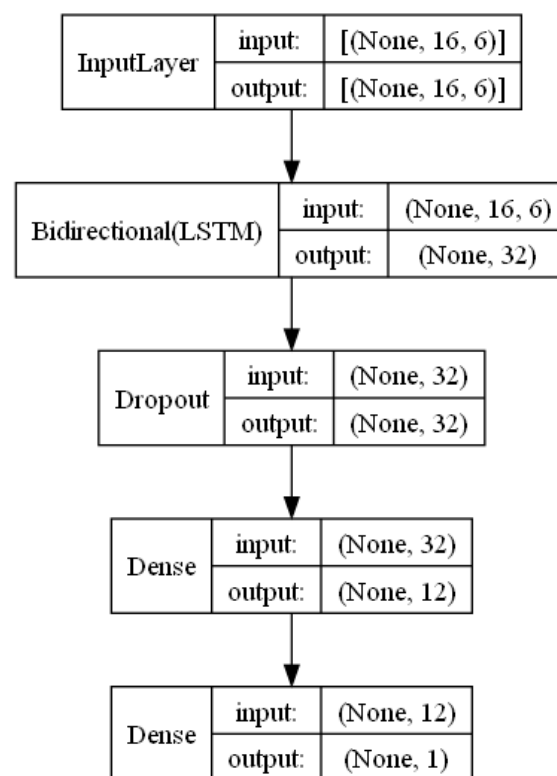 InputLayer
input: [(None, 16, 6)]
output: [(None, 16, 6)]
Bidirectional(LSTM)
input: (None, 16, 6)
output: (None, 32)
Dropout
input: (None, 32)
output: (None, 32)
Dense
input: (None, 32)
output: (None, 12)
Dense
input: (None, 12)
output: (None, 1)